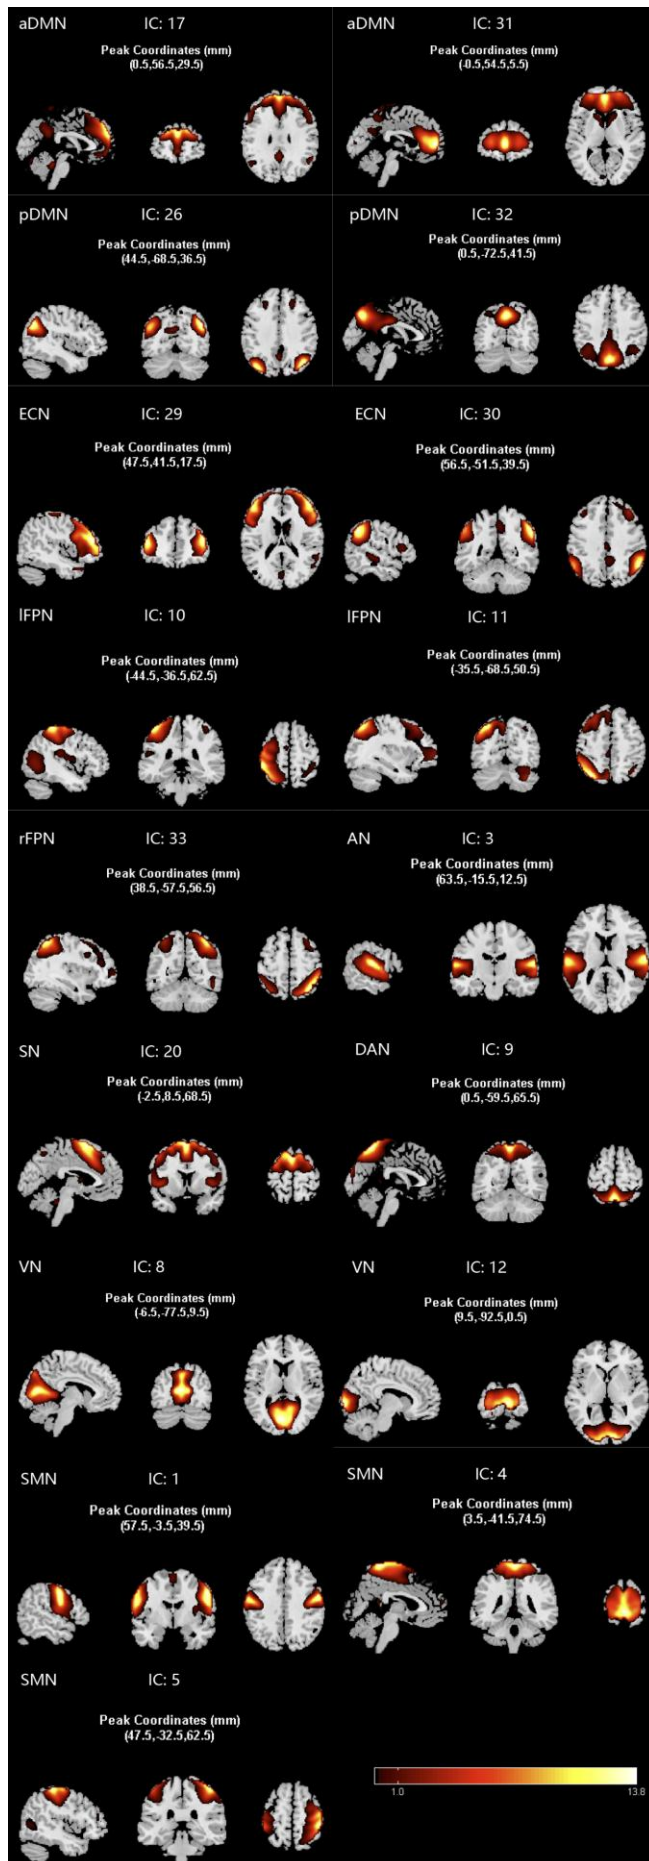 aDMN IC: 17
Peak Coordinates (mm)
(0.5,56.5,29.5)
aDMN IC: 31
Peak Coordinates (mm)
(-0.5,54.5,5.5)
pDMN IC: 26
Peak Coordinates (mm)
(44.5,-68.5,36.5)
pDMN IC: 32
Peak Coordinates (mm)
(0.5,-72.5,41.5)
ECN IC: 29
Peak Coordinates (mm)
(47.5,41.5,17.5)
ECN IC: 30
Peak Coordinates (mm)
(56.5,-51.5,39.5)
lFPN IC: 10
Peak Coordinates (mm)
(-44.5,-36.5,62.5)
lFPN IC: 11
Peak Coordinates (mm)
(-35.5,-68.5,50.5)
rFPN IC: 33
Peak Coordinates (mm)
(38.5,-57.5,56.5)
AN IC: 3
Peak Coordinates (mm)
(63.5,-15.5,12.5)
SN IC: 20
Peak Coordinates (mm)
(-2.5,8.5,68.5)
DAN IC: 9
Peak Coordinates (mm)
(0.5,-59.5,65.5)
VN IC: 8
Peak Coordinates (mm)
(-6.5,-77.5,9.5)
VN IC: 12
Peak Coordinates (mm)
(9.5,-92.5,0.5)
SMN IC: 1
Peak Coordinates (mm)
(57.5,-3.5,39.5)
SMN IC: 4
Peak Coordinates (mm)
(3.5,-41.5,74.5)
SMN IC: 5
Peak Coordinates (mm)
(47.5,-32.5,62.5)
1.0 13.8